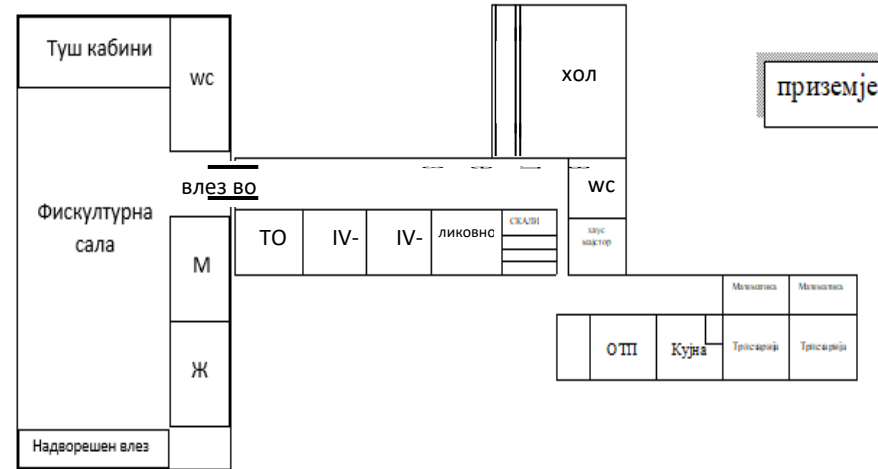 Туш кабини
wc
хол
приземје
влез во
wc
Фискултурна
сала
М
ТО
IV-
IV-
ликовно
СКАЛИ
хаус
мајстор
Математика
Математика
ОТП
Кујна
Трпезарија
Трпезарија
Ж
Надворешен влез